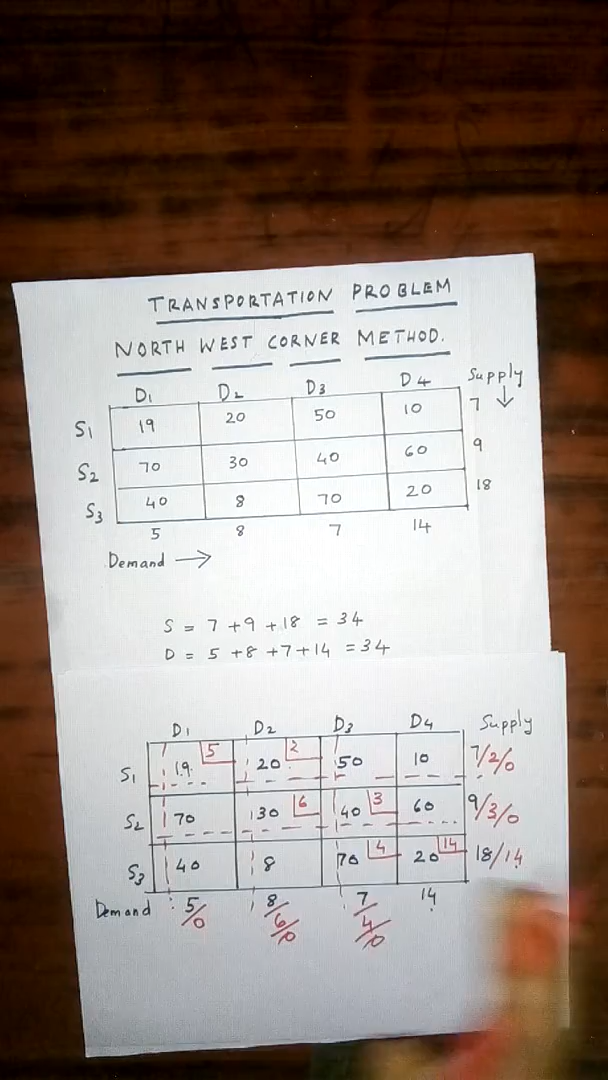 TRANSPORTATION PROBLEM
NORTH WEST CORNER METHOD.
D1 D2 D3 D4 Supply ↓
S1 19 20 50 10 7
S2 70 30 40 60 9
S3 40 8 70 20 18
5 8 7 14
Demand →
S = 7 +9 +18 = 34
D = 5 +8 +7+14 = 34
D1 D2 D3 D4 Supply
S1 19 5 20 2 50 10 7/2/0
S2 70 30 6 40 3 60 9/3/0
S3 40 8 70 4 20 14 18/14
Demand 5/0 8/6/0 7/4/0 14